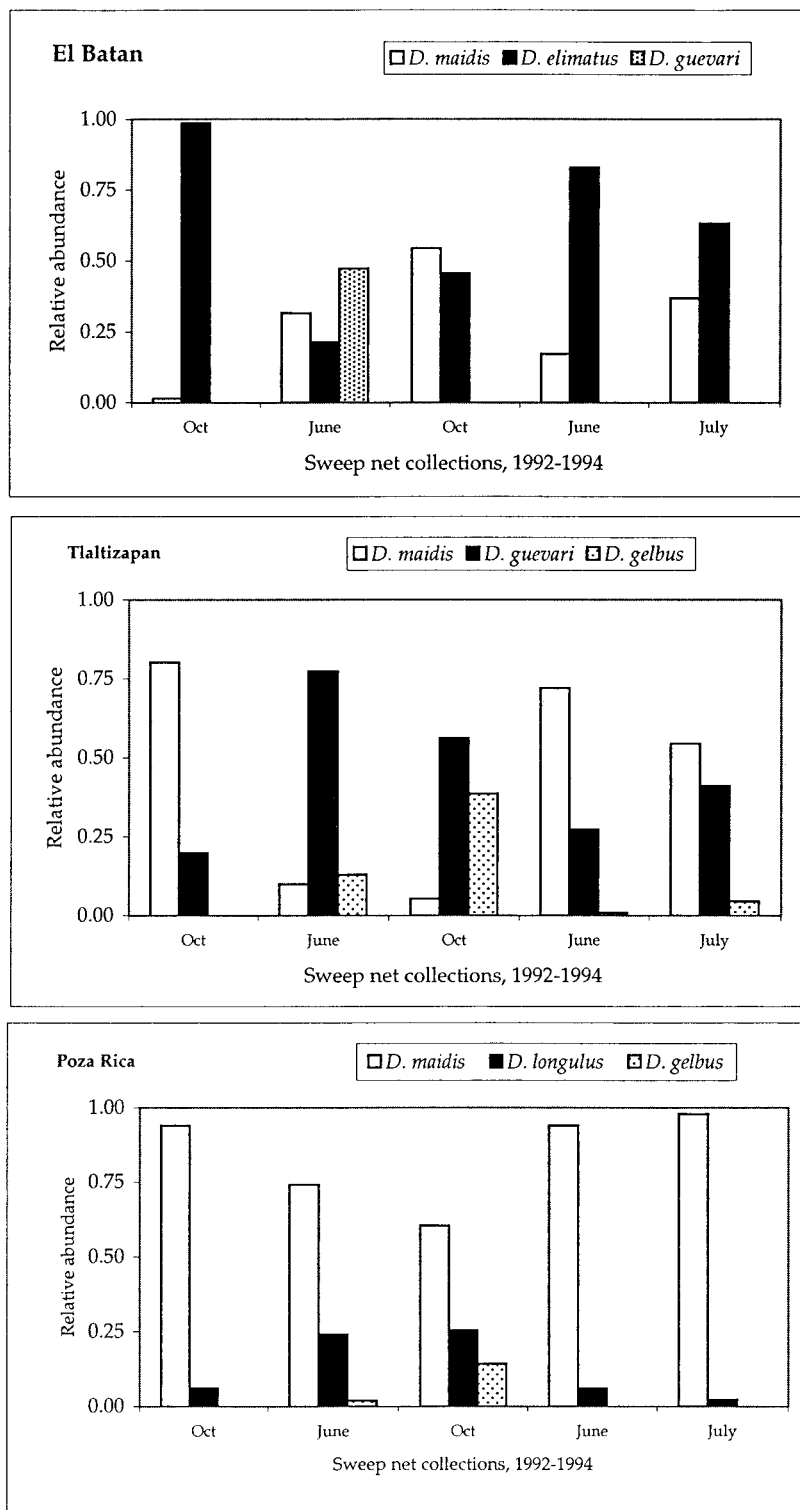 El Batan
D. maidis D. elimatus D. guevari
Relative abundance
1.00
0.75
0.50
0.25
0.00
Oct June Oct June July
Sweep net collections, 1992-1994
Tlaltizapan
D. maidis D. guevari D. gelbus
Relative abundance
1.00
0.75
0.50
0.25
0.00
Oct June Oct June July
Sweep net collections, 1992-1994
Poza Rica
D. maidis D. longulus D. gelbus
Relative abundance
1.00
0.75
0.50
0.25
0.00
Oct June Oct June July
Sweep net collections, 1992-1994